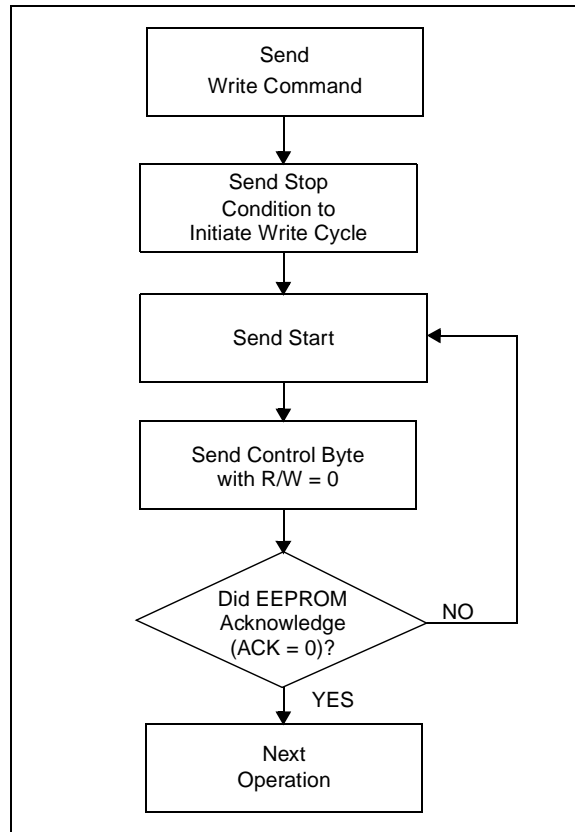 Send
Write Command
Send Stop
Condition to
Initiate Write Cycle
Send Start
Send Control Byte
with R/W = 0
Did EEPROM
Acknowledge
(ACK = 0)?
NO
YES
Next
Operation